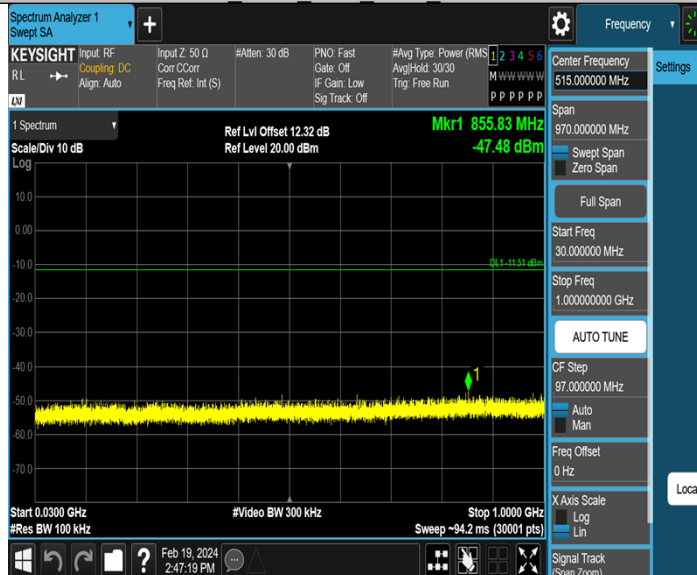 Spectrum Analyzer 1
Swept SA
Frequency
KEYSIGHT
RL
LXI
Input: RF
Coupling: DC
Align: Auto
Input Z: 50 Ω
Corr CCorr
Freq Ref: Int (S)
#Atten: 30 dB
PNO: Fast
Gate: Off
IF Gain: Low
Sig Track: Off
#Avg Type: Power (RMS
Avg|Hold: 30/30
Trig: Free Run
1 2 3 4 5 6
M W W W W W
P P P P P P
1 Spectrum
Scale/Div 10 dB
Log
Ref Lvl Offset 12.32 dB
Ref Level 20.00 dBm
Mkr1 855.83 MHz
-47.48 dBm
10.0
0.00
-10.0
-20.0
-30.0
-40.0
-50.0
-60.0
-70.0
DL1 -11.51 dBm
1
Start 0.0300 GHz
#Res BW 100 kHz
#Video BW 300 kHz
Stop 1.0000 GHz
Sweep ~94.2 ms (30001 pts)
Feb 19, 2024
2:47:19 PM
Center Frequency
515.000000 MHz
Span
970.000000 MHz
Swept Span
Zero Span
Full Span
Start Freq
30.000000 MHz
Stop Freq
1.000000000 GHz
AUTO TUNE
CF Step
97.000000 MHz
Auto
Man
Freq Offset
0 Hz
X Axis Scale
Log
Lin
Signal Track
(Span Zoom)
Settings
Loca